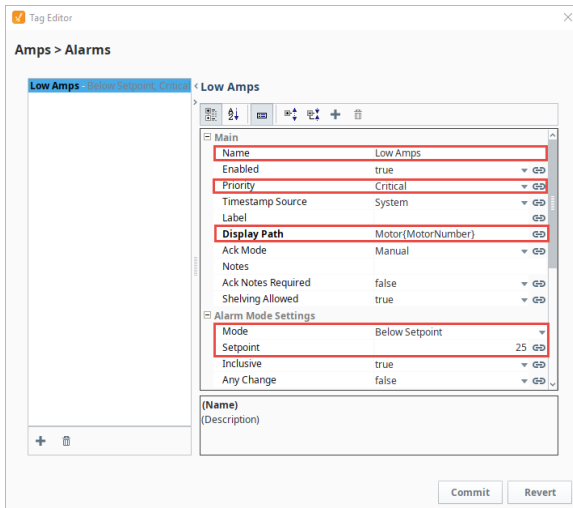 Tag Editor
Amps > Alarms
Low Amps - Below Setpoint, Critical
Low Amps
Main
Name Low Amps
Enabled true
Priority Critical
Timestamp Source System
Label
Display Path Motor{MotorNumber}
Ack Mode Manual
Notes
Ack Notes Required false
Shelving Allowed true
Alarm Mode Settings
Mode Below Setpoint
Setpoint 25
Inclusive true
Any Change false
(Name)
(Description)
Commit Revert